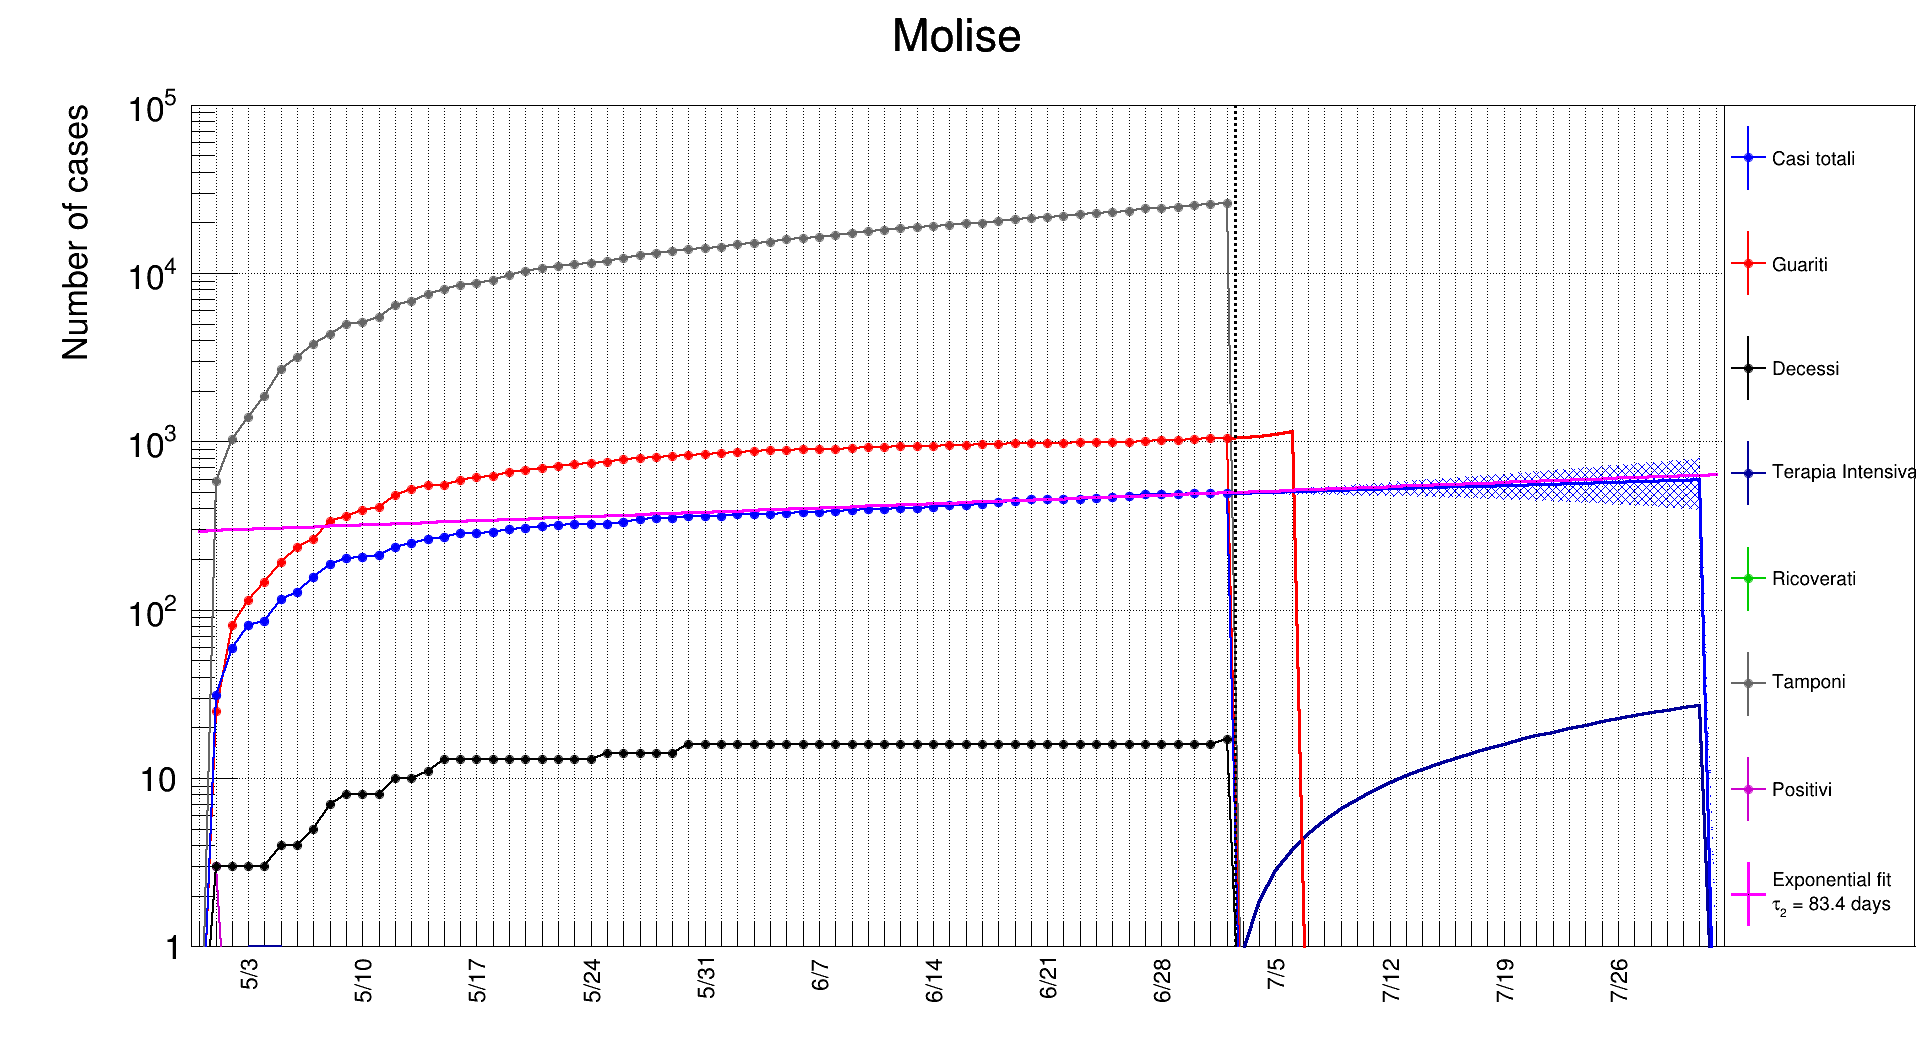 Molise
Number of cases
10^5
10^4
10^3
10^2
10
1
5/3
5/10
5/17
5/24
5/31
6/7
6/14
6/21
6/28
7/5
7/12
7/19
7/26
Casi totali
Guariti
Decessi
Terapia Intensiva
Ricoverati
Tamponi
Positivi
Exponential fit
τ₂ = 83.4 days